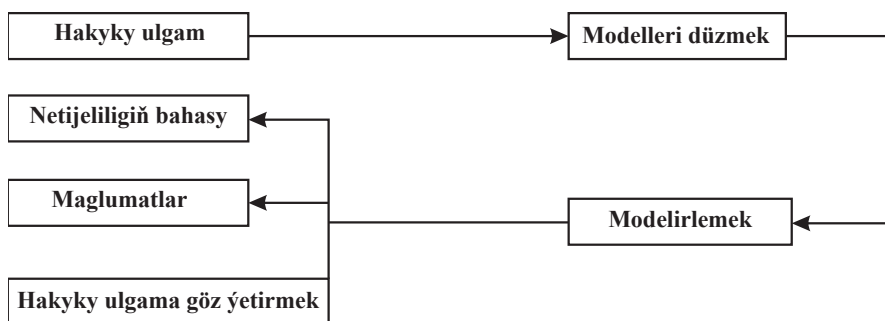 Hakyky ulgam
Modelleri düzmek
Netijeliligiň bahasy
Maglumatlar
Modelirlemek
Hakyky ulgama göz ýetirmek